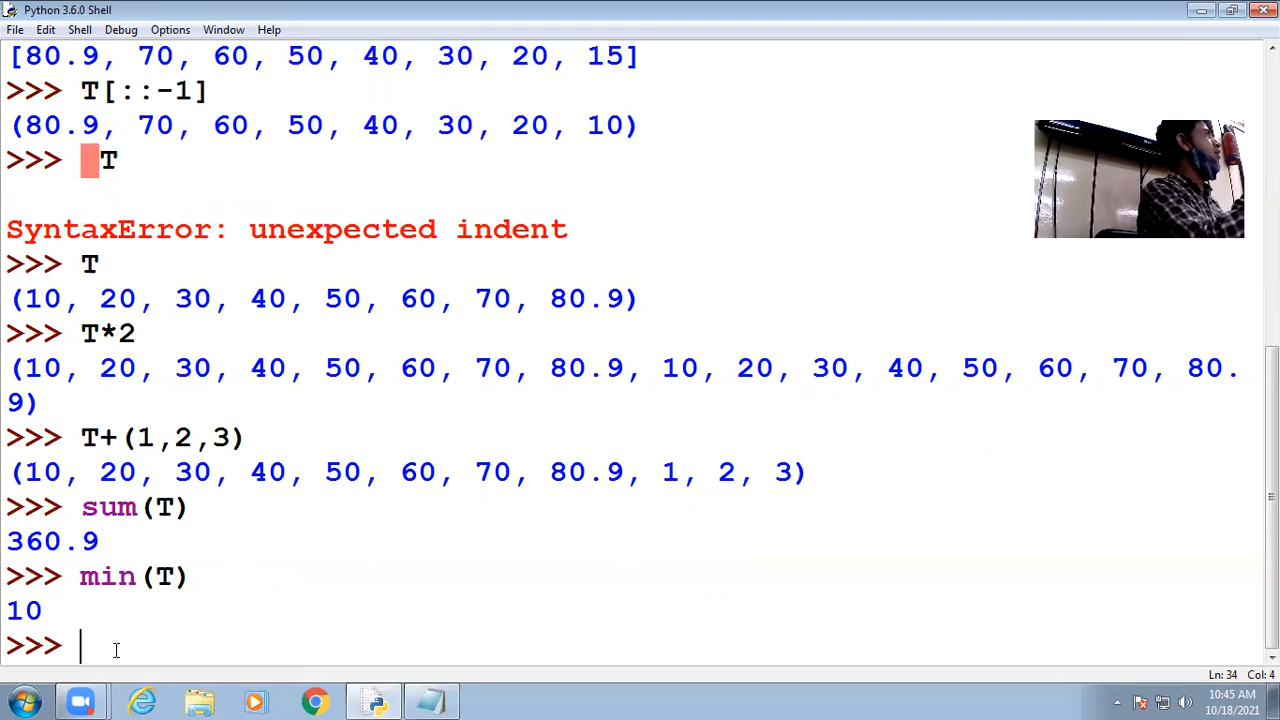 Python 3.6.0 Shell
File Edit Shell Debug Options Window Help
[80.9, 70, 60, 50, 40, 30, 20, 15]
>>> T[::-1]
(80.9, 70, 60, 50, 40, 30, 20, 10)
>>>  T
SyntaxError: unexpected indent
>>> T
(10, 20, 30, 40, 50, 60, 70, 80.9)
>>> T*2
(10, 20, 30, 40, 50, 60, 70, 80.9, 10, 20, 30, 40, 50, 60, 70, 80.
9)
>>> T+(1,2,3)
(10, 20, 30, 40, 50, 60, 70, 80.9, 1, 2, 3)
>>> sum(T)
360.9
>>> min(T)
10
>>>
Ln: 34 Col: 4
10:45 AM
10/18/2021